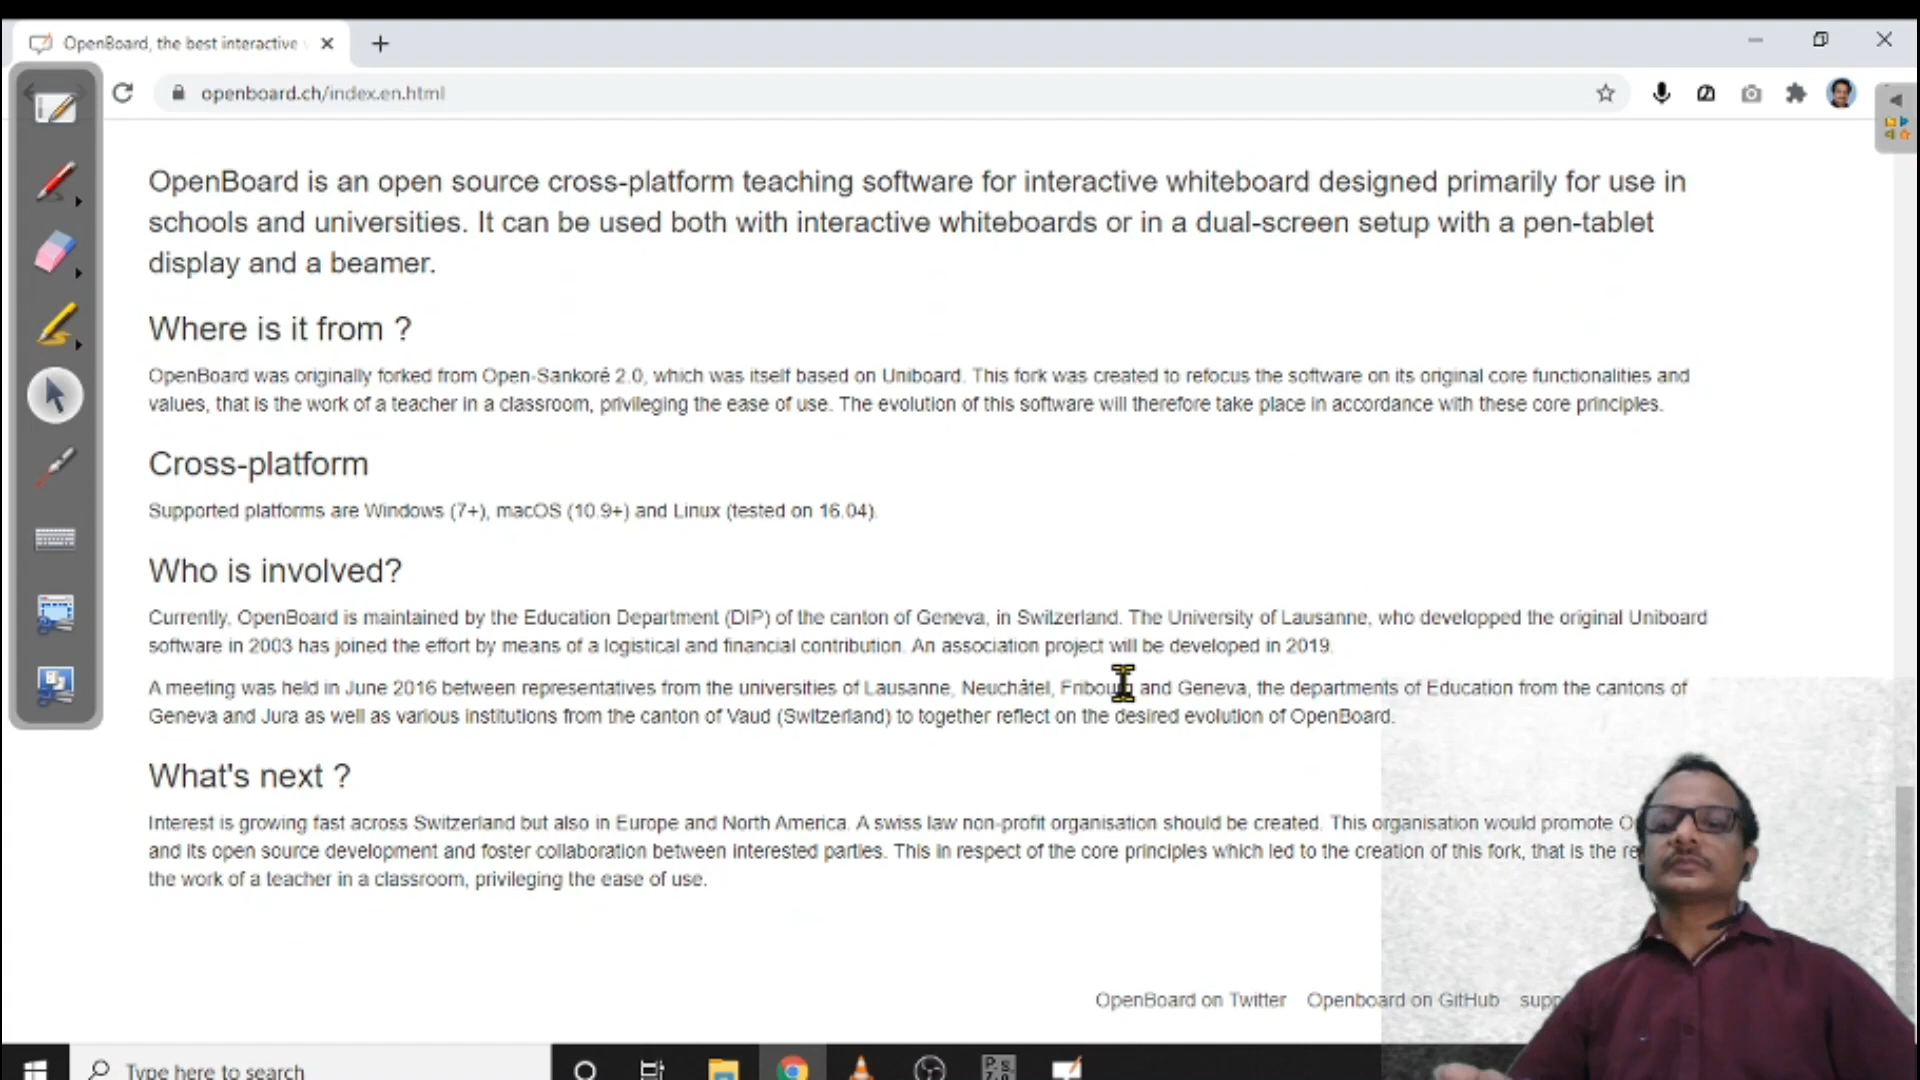 OpenBoard, the best interactive
openboard.ch/index.en.html
OpenBoard is an open source cross-platform teaching software for interactive whiteboard designed primarily for use in
schools and universities. It can be used both with interactive whiteboards or in a dual-screen setup with a pen-tablet
display and a beamer.
Where is it from ?
OpenBoard was originally forked from Open-Sankoré 2.0, which was itself based on Uniboard. This fork was created to refocus the software on its original core functionalities and
values, that is the work of a teacher in a classroom, privileging the ease of use. The evolution of this software will therefore take place in accordance with these core principles.
Cross-platform
Supported platforms are Windows (7+), macOS (10.9+) and Linux (tested on 16.04).
Who is involved?
Currently, OpenBoard is maintained by the Education Department (DIP) of the canton of Geneva, in Switzerland. The University of Lausanne, who developped the original Uniboard
software in 2003 has joined the effort by means of a logistical and financial contribution. An association project will be developed in 2019.
A meeting was held in June 2016 between representatives from the universities of Lausanne, Neuchâtel, Fribourg and Geneva, the departments of Education from the cantons of
Geneva and Jura as well as various institutions from the canton of Vaud (Switzerland) to together reflect on the desired evolution of OpenBoard.
What's next ?
Interest is growing fast across Switzerland but also in Europe and North America. A swiss law non-profit organisation should be created. This organisation would promote
and its open source development and foster collaboration between interested parties. This in respect of the core principles which led to the creation of this fork, that is the
the work of a teacher in a classroom, privileging the ease of use.
OpenBoard on Twitter Openboard on GitHub
Type here to search